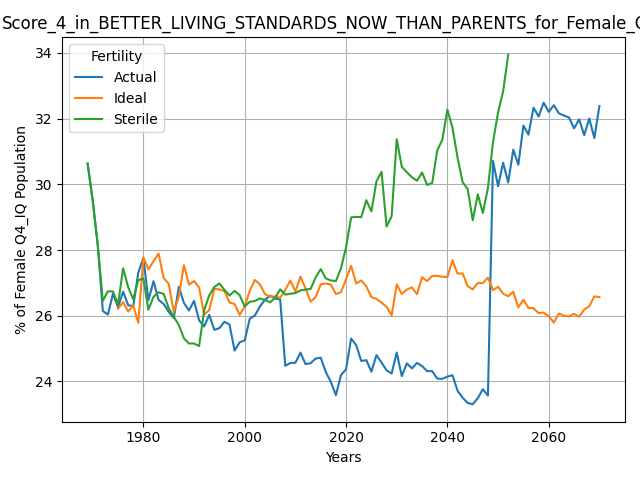 Score_4_in_BETTER_LIVING_STANDARDS_NOW_THAN_PARENTS_for_Female_
Fertility
Actual
Ideal
Sterile
% of Female Q4_IQ Population
34
32
30
28
26
24
1980
2000
2020
2040
2060
Years